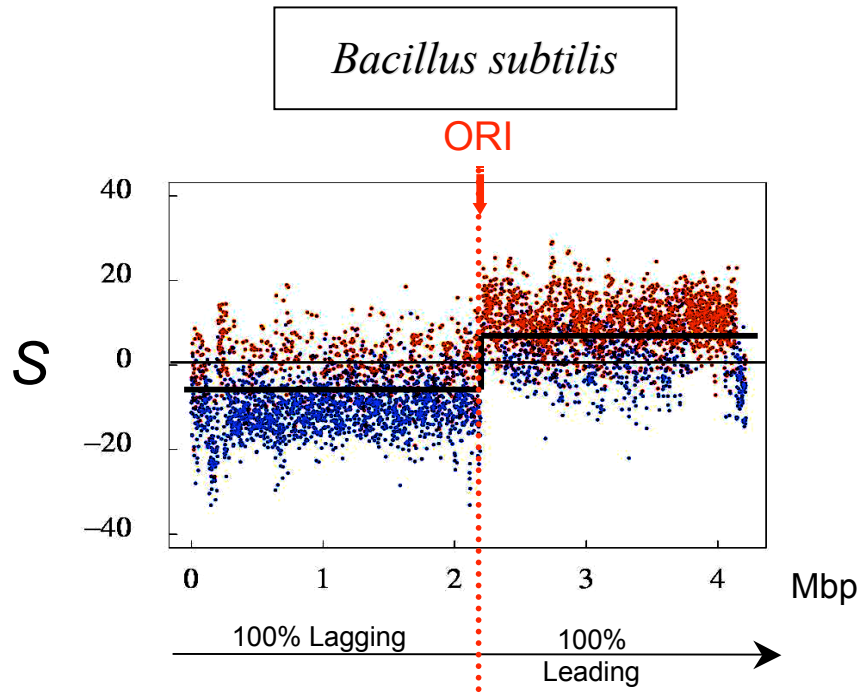 Bacillus subtilis
ORI
40
20
0
–20
–40
S
0 1 2 3 4 Mbp
100% Lagging
100%
Leading